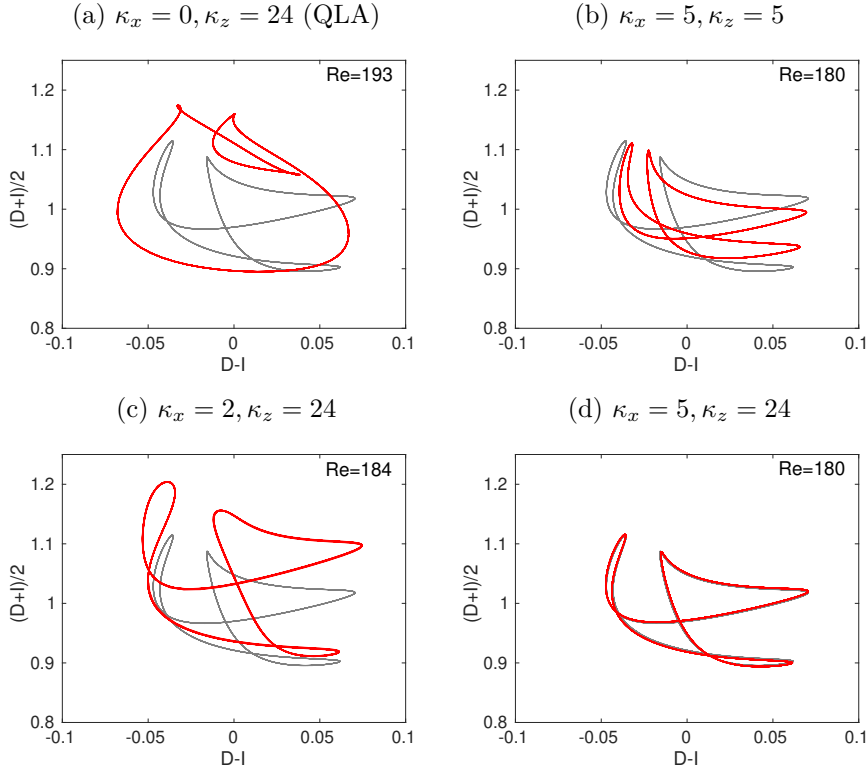 (a) κx = 0, κz = 24 (QLA)
Re=193
1.2
1.1
1
0.9
0.8
-0.1
-0.05
0
0.05
0.1
(D+I)/2
D-I
(b) κx = 5, κz = 5
Re=180
1.2
1.1
1
0.9
0.8
-0.1
-0.05
0
0.05
0.1
(D+I)/2
D-I
(c) κx = 2, κz = 24
Re=184
1.2
1.1
1
0.9
0.8
-0.1
-0.05
0
0.05
0.1
(D+I)/2
D-I
(d) κx = 5, κz = 24
Re=180
1.2
1.1
1
0.9
0.8
-0.1
-0.05
0
0.05
0.1
(D+I)/2
D-I